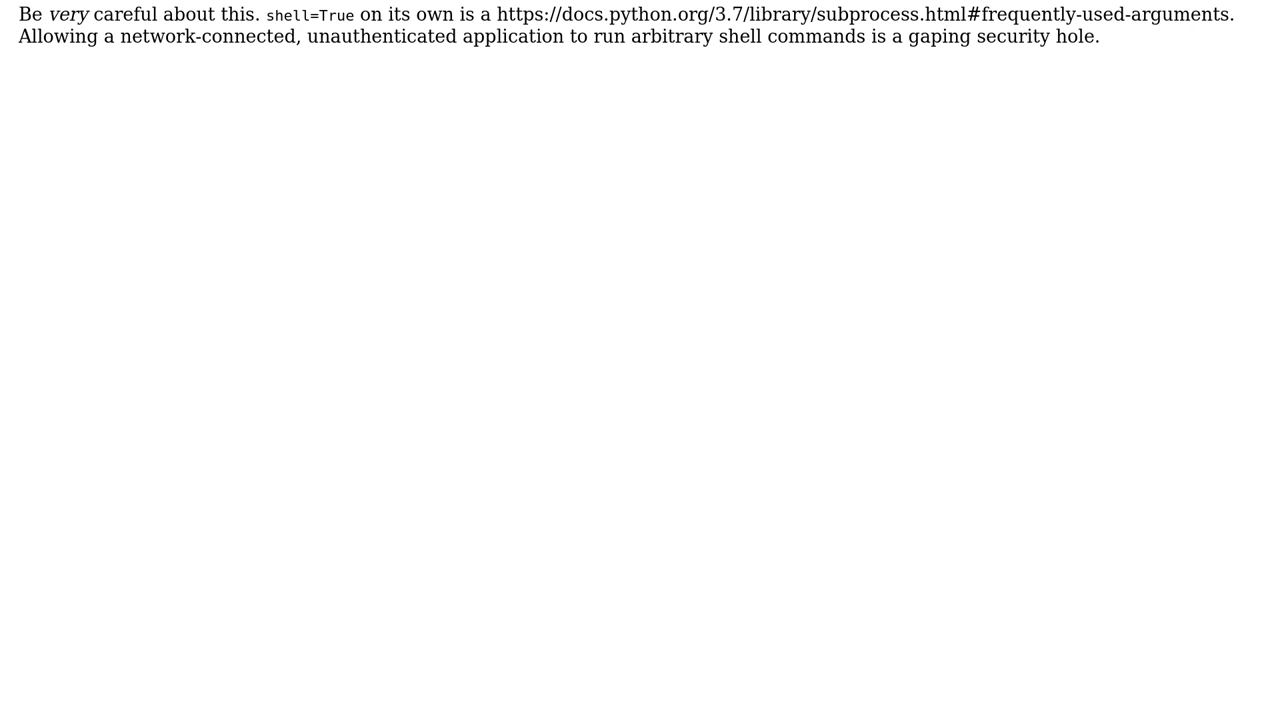 Be very careful about this. shell=True on its own is a https://docs.python.org/3.7/library/subprocess.html#frequently-used-arguments.
Allowing a network-connected, unauthenticated application to run arbitrary shell commands is a gaping security hole.